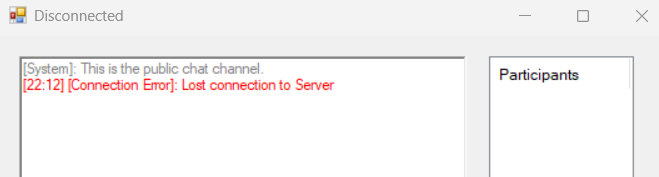 Disconnected
[System]: This is the public chat channel.
[22:12] [Connection Error]: Lost connection to Server
Participants